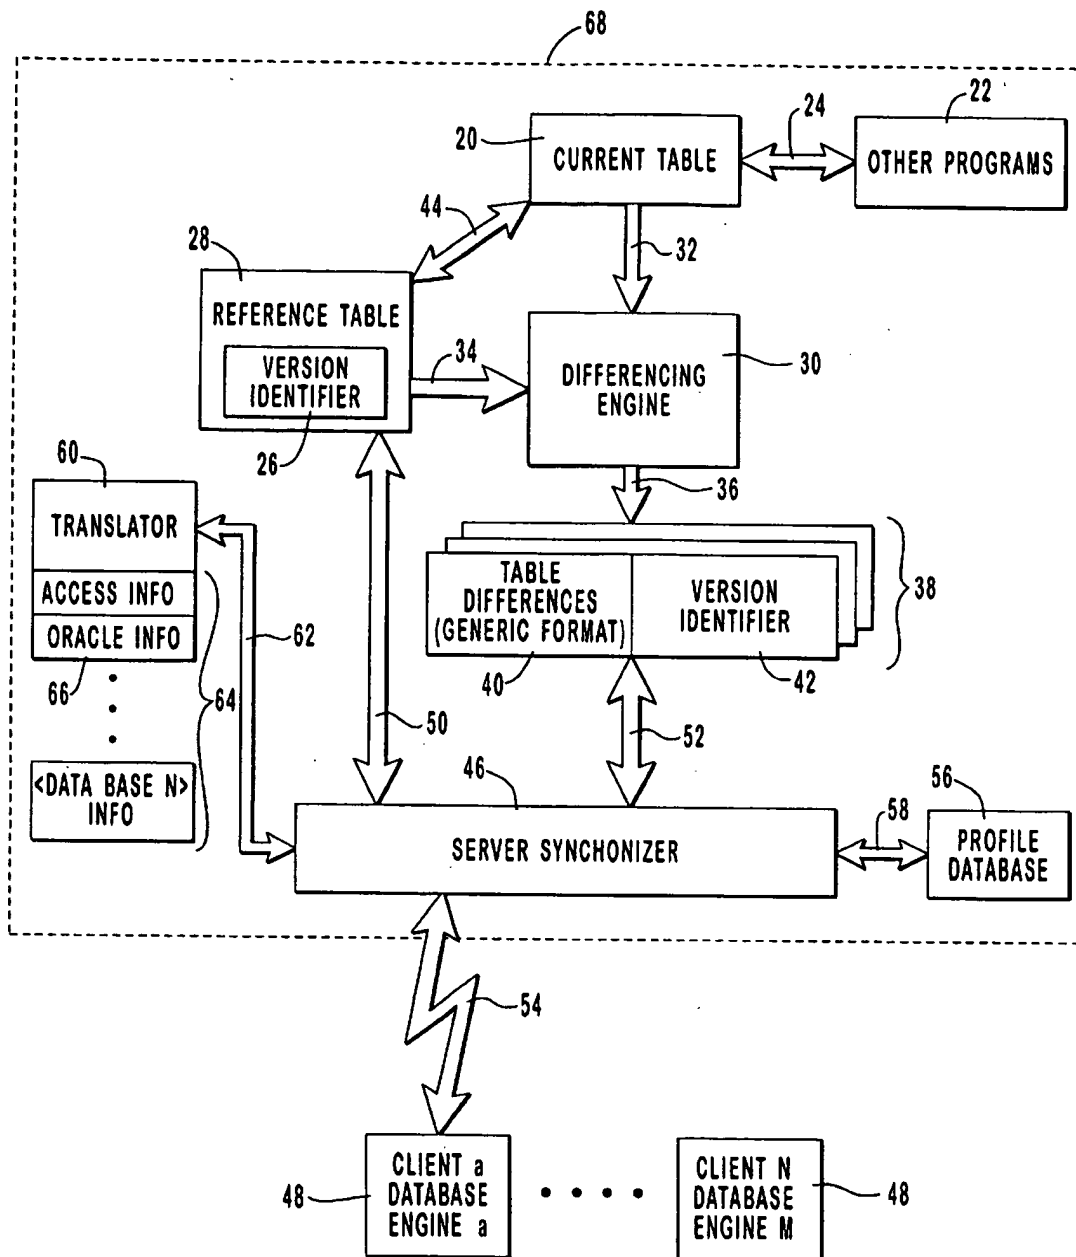 68
20
CURRENT TABLE
24
22
OTHER PROGRAMS
44
32
28
REFERENCE TABLE
VERSION
IDENTIFIER
26
34
DIFFERENCING
ENGINE
30
36
60
TRANSLATOR
ACCESS INFO
ORACLE INFO
66
64
62
<DATA BASE N>
INFO
TABLE
DIFFERENCES
(GENERIC FORMAT)
VERSION
IDENTIFIER
38
40
42
50
52
46
SERVER SYNCHONIZER
58
56
PROFILE
DATABASE
54
48
CLIENT a
DATABASE
ENGINE a
CLIENT N
DATABASE
ENGINE M
48